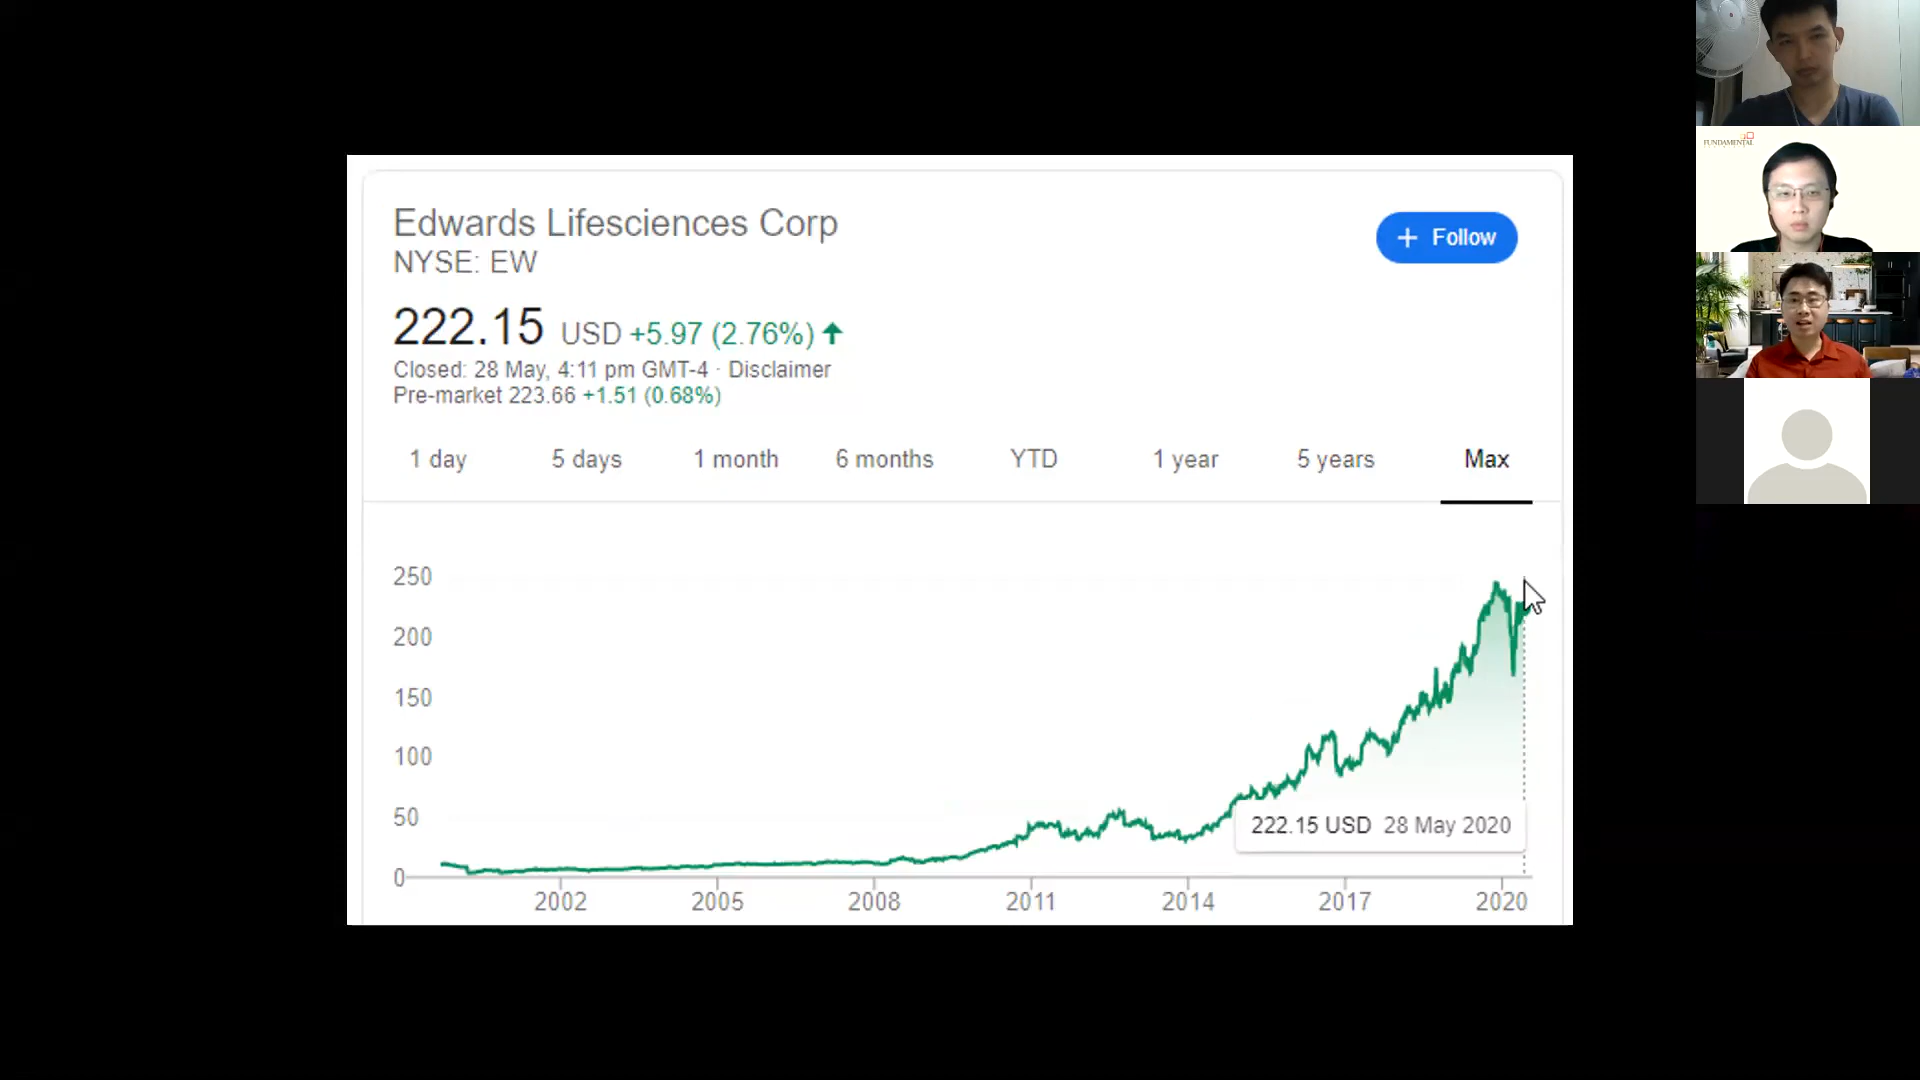 Edwards Lifesciences Corp
NYSE: EW
+ Follow
222.15 USD +5.97 (2.76%)
Closed: 28 May, 4:11 pm GMT-4 · Disclaimer
Pre-market 223.66 +1.51 (0.68%)
1 day 5 days 1 month 6 months YTD 1 year 5 years Max
250
200
150
100
50
0
222.15 USD 28 May 2020
2002 2005 2008 2011 2014 2017 2020
FUNDAMENTAL